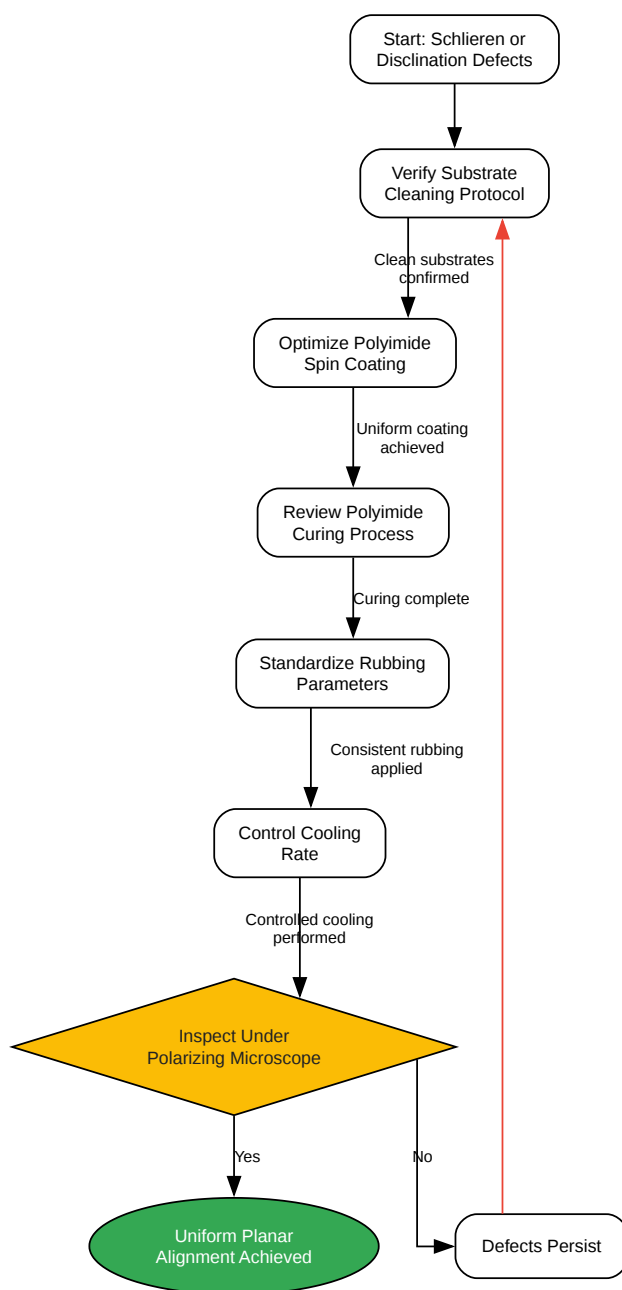 Start: Schlieren or
Disclination Defects
Verify Substrate
Cleaning Protocol
Clean substrates
confirmed
Optimize Polyimide
Spin Coating
Uniform coating
achieved
Review Polyimide
Curing Process
Curing complete
Standardize Rubbing
Parameters
Consistent rubbing
applied
Control Cooling
Rate
Controlled cooling
performed
Inspect Under
Polarizing Microscope
Yes
No
Uniform Planar
Alignment Achieved
Defects Persist